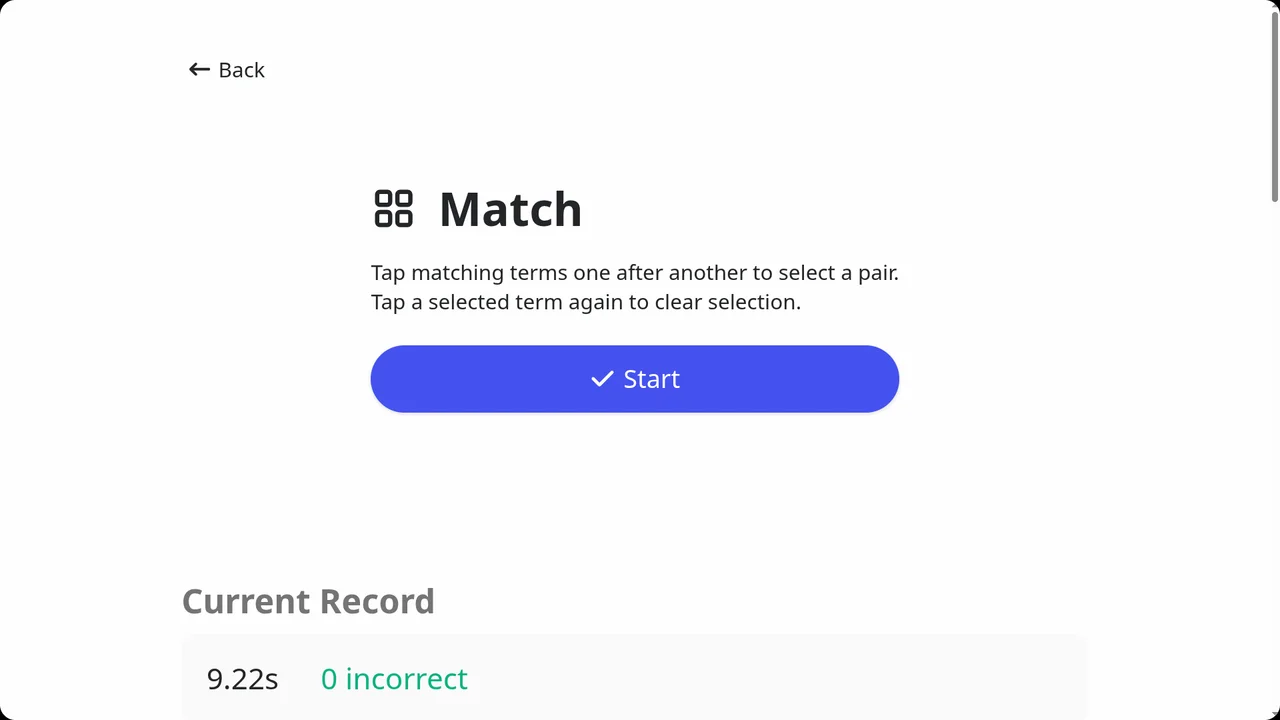 Back
Match
Tap matching terms one after another to select a pair.
Tap a selected term again to clear selection.
Start
Current Record
9.22s 0 incorrect